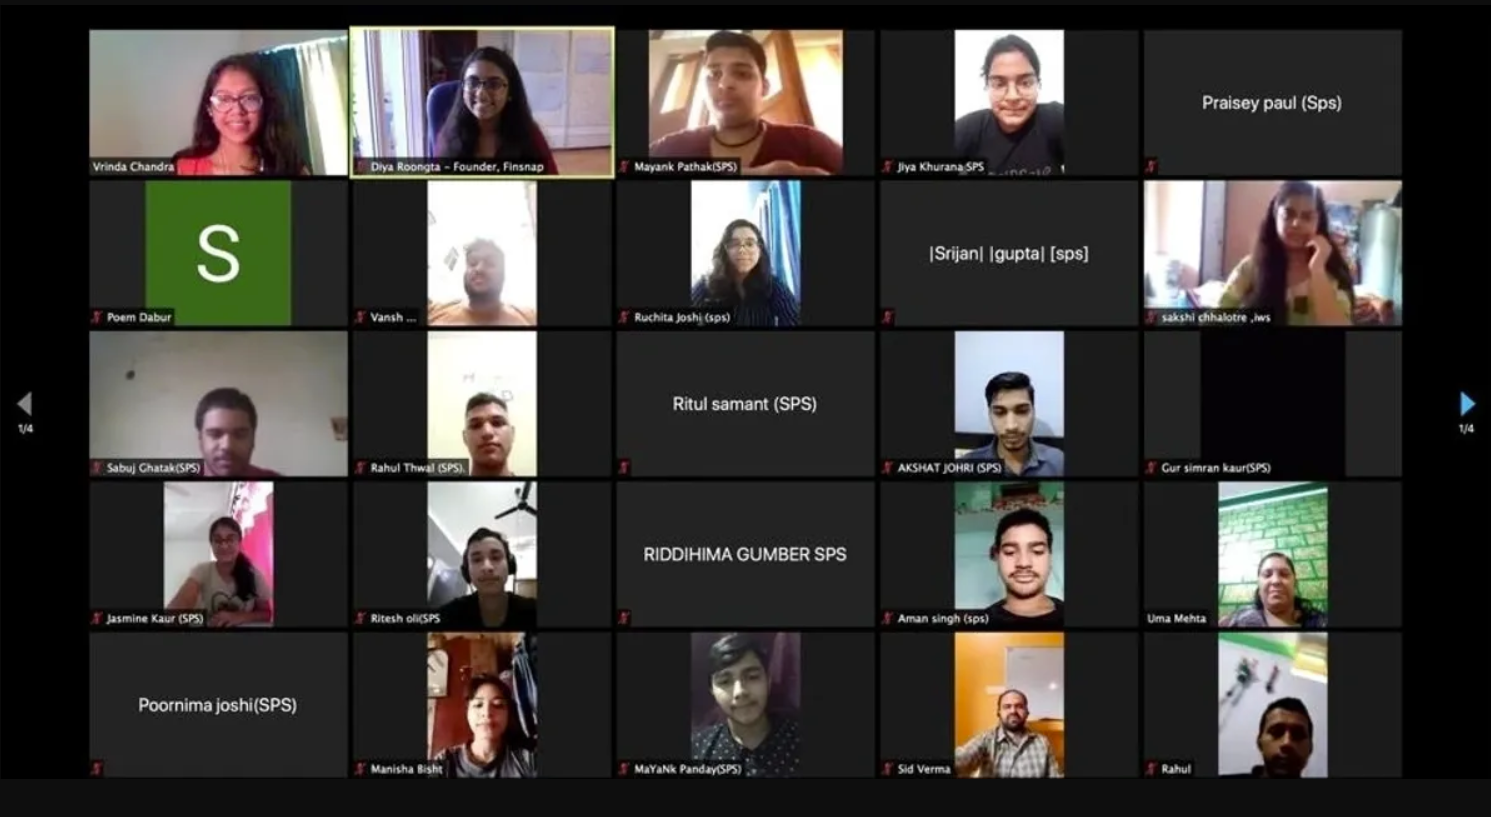 Vrinda Chandra
Diya Roongta – Founder, Finsnap
Mayank Pathak(SPS)
Jiya Khurana SPS
Praisey paul (Sps)
S
Poem Dabur
Vansh ...
Ruchita Joshi (sps)
|Srijan| |gupta| [sps]
sakshi chhalotre ,iws
Sabuj Ghatak(SPS)
Rahul Thwal (SPS).
Ritul samant (SPS)
AKSHAT JOHRI (SPS)
Gur simran kaur(SPS)
1/4
1/4
Jasmine Kaur (SPS)
Ritesh oli(SPS
RIDDIHIMA GUMBER SPS
Aman singh (sps)
Uma Mehta
Poornima joshi(SPS)
Manisha Bisht
MaYaNk Panday(SPS)
Sid Verma
Rahul